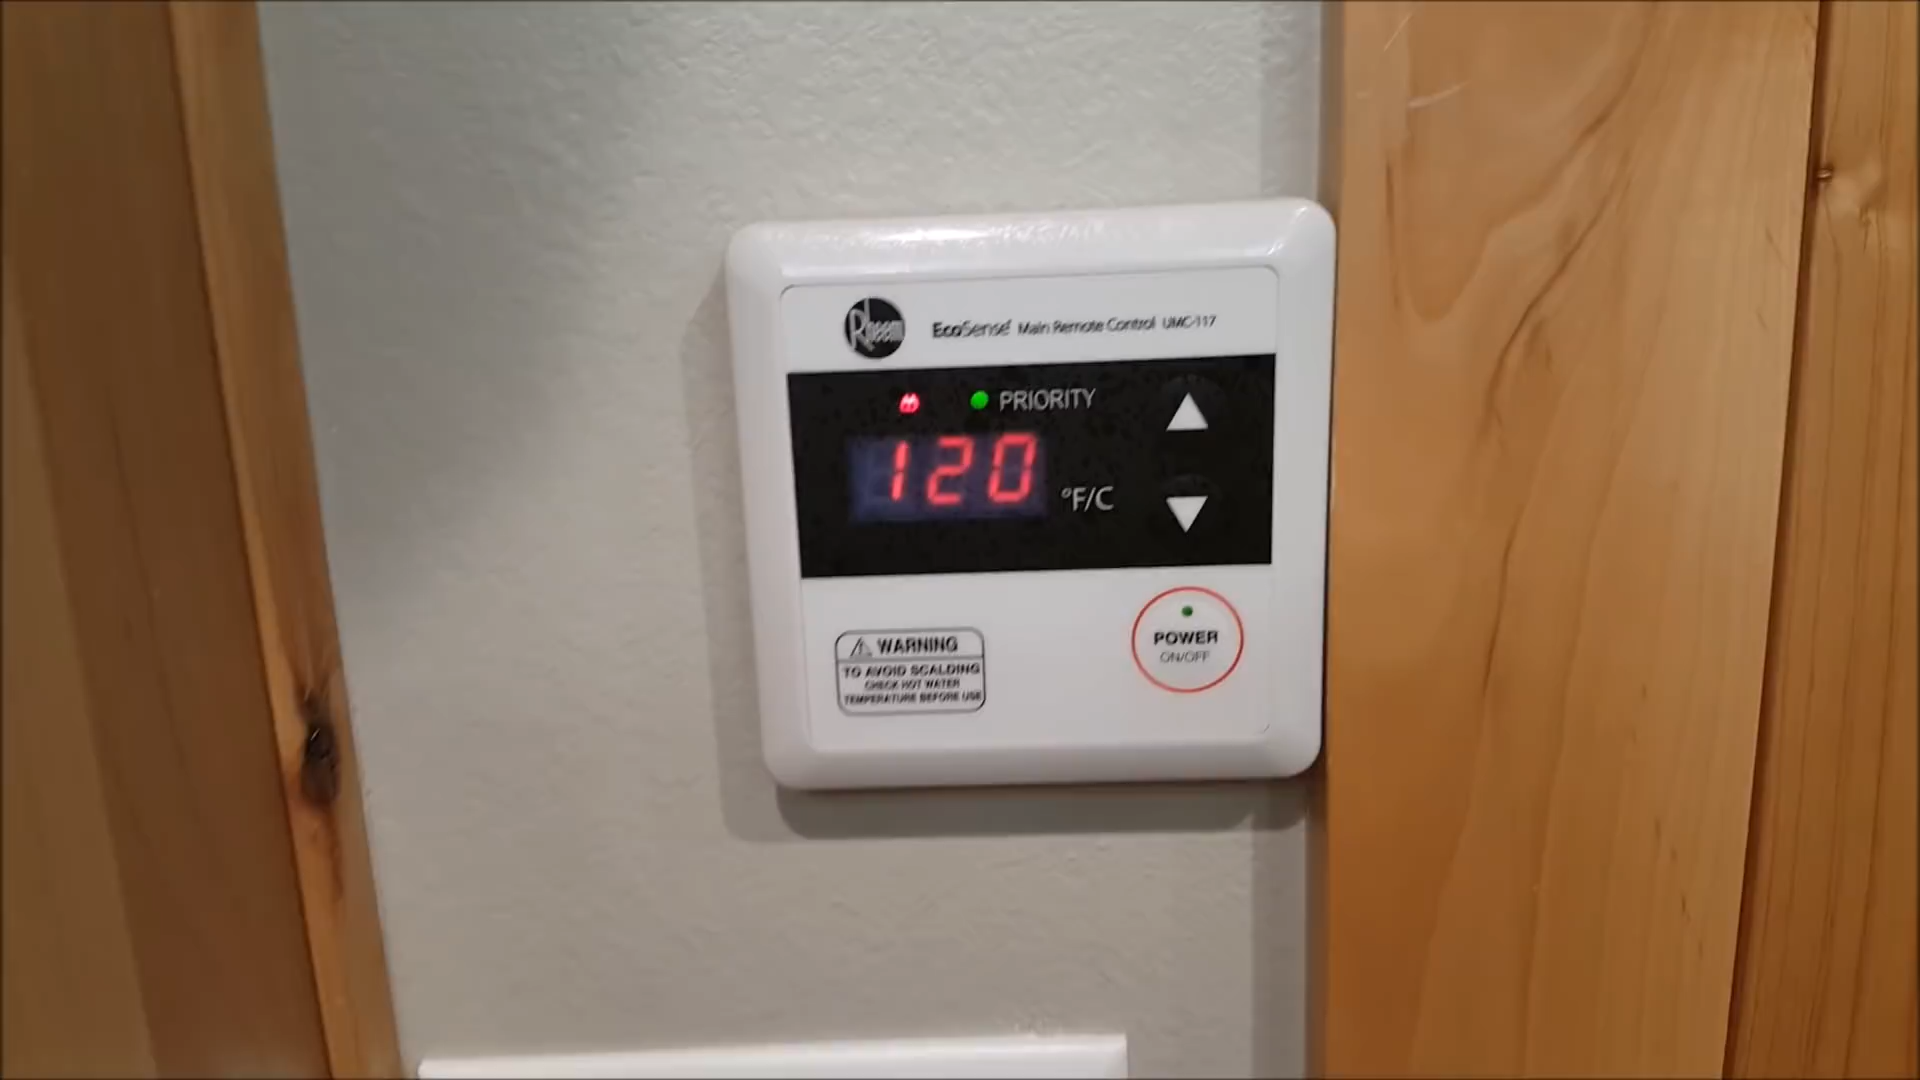 Rheem
EcoSense® Main Remote Control UMC-117
PRIORITY
120
°F/C
POWER
ON/OFF
WARNING
TO AVOID SCALDING
CHECK HOT WATER
TEMPERATURE BEFORE USE